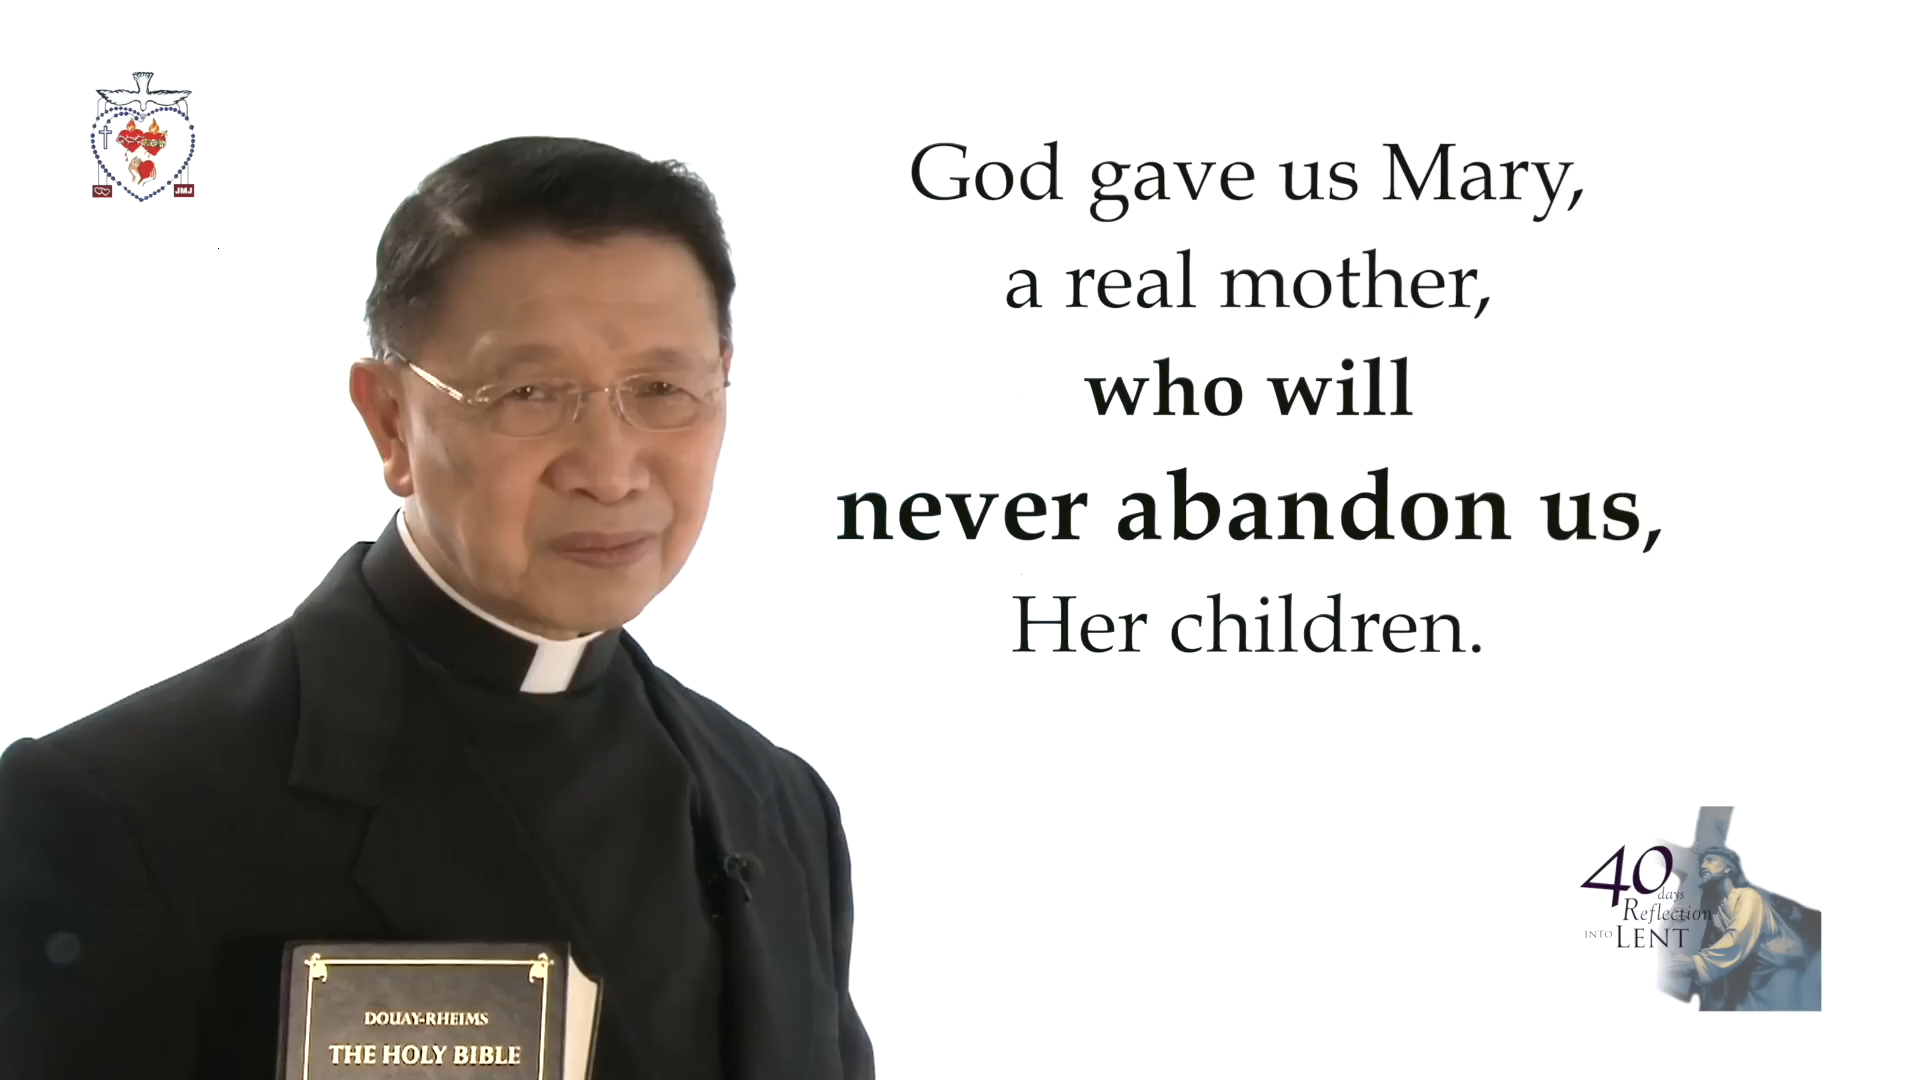 JMJ
God gave us Mary,
a real mother,
who will
never abandon us,
Her children.
40
days
Reflection
INTO LENT
DOUAY-RHEIMS
THE HOLY BIBLE